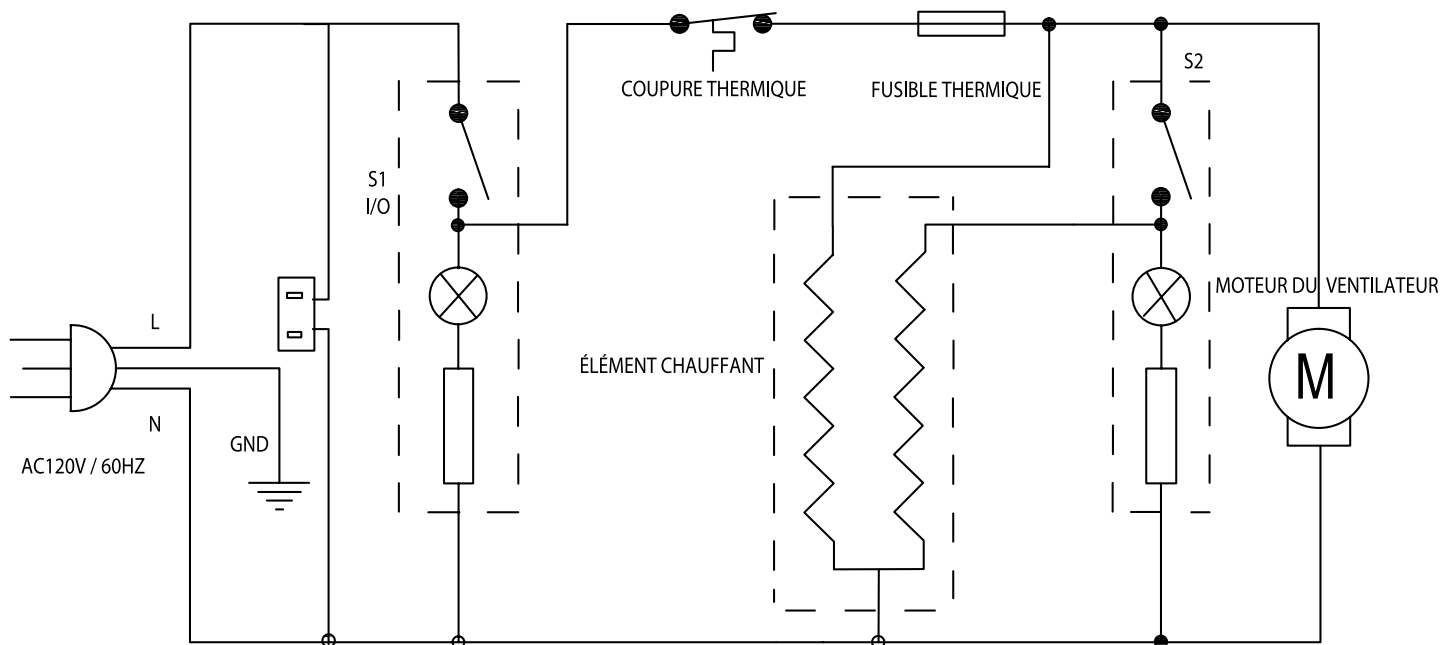 S2
COUPURE THERMIQUE
FUSIBLE THERMIQUE
S1
I/O
MOTEUR DU VENTILATEUR
L
ÉLÉMENT CHAUFFANT
M
N
GND
AC120V / 60HZ